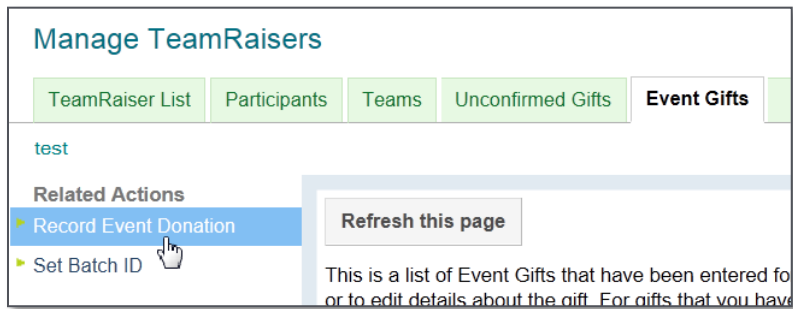 Manage TeamRaisers
TeamRaiser List Participants Teams Unconfirmed Gifts Event Gifts
test
Related Actions
Record Event Donation
Set Batch ID
Refresh this page
This is a list of Event Gifts that have been entered fo
or to edit details about the gift. For gifts that you have